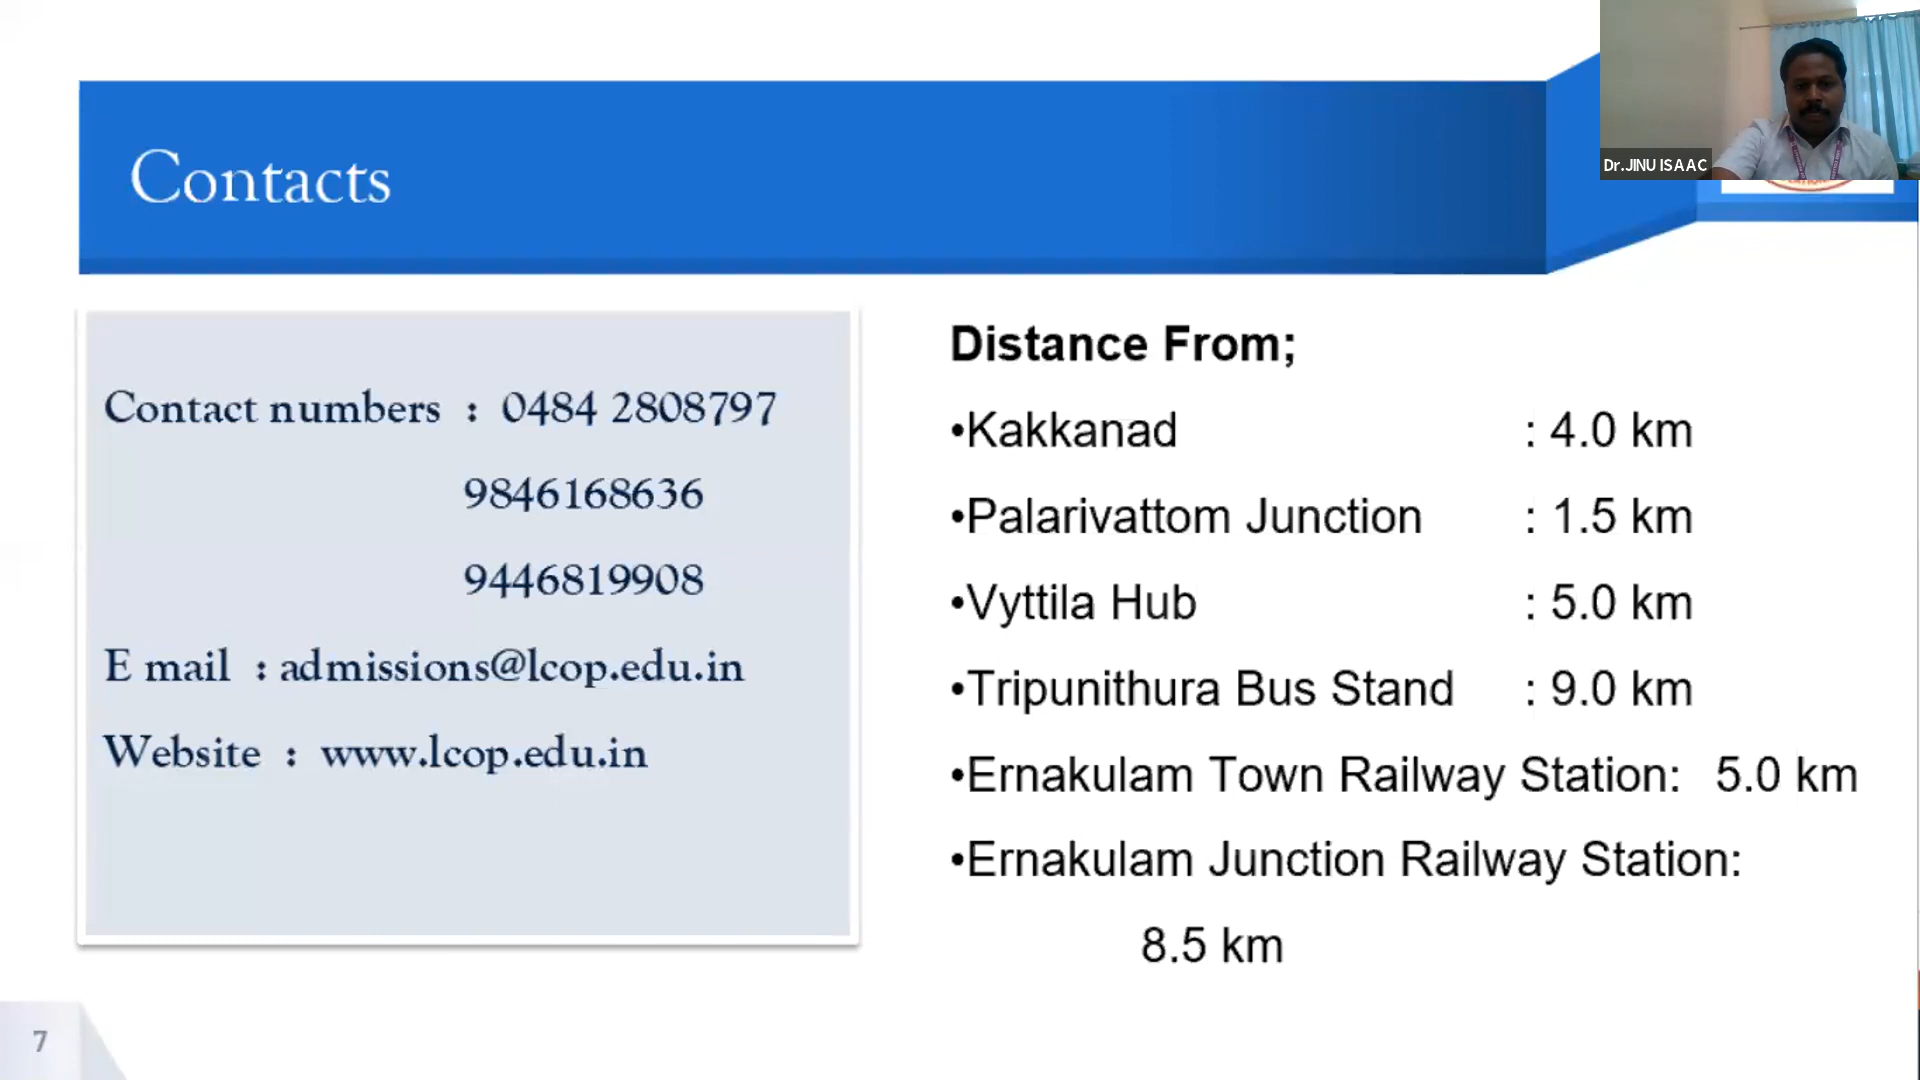 Contacts
Dr.JINU ISAAC
Contact numbers : 0484 2808797
9846168636
9446819908
E mail : admissions@lcop.edu.in
Website : www.lcop.edu.in
Distance From;
•Kakkanad : 4.0 km
•Palarivattom Junction : 1.5 km
•Vyttila Hub : 5.0 km
•Tripunithura Bus Stand : 9.0 km
•Ernakulam Town Railway Station: 5.0 km
•Ernakulam Junction Railway Station:
8.5 km
7